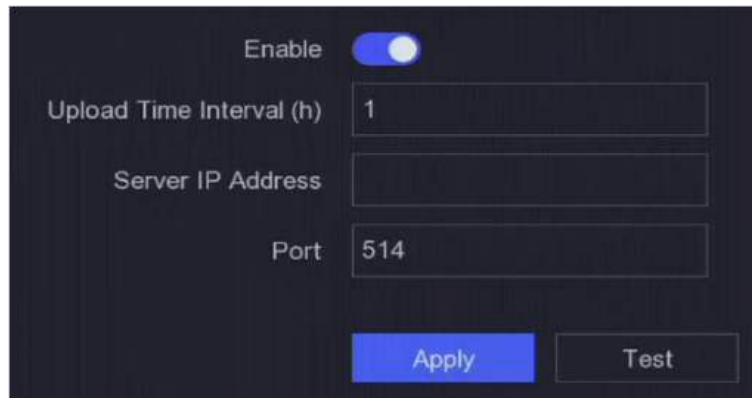 Enable
Upload Time Interval (h) 1
Server IP Address
Port 514
Apply Test